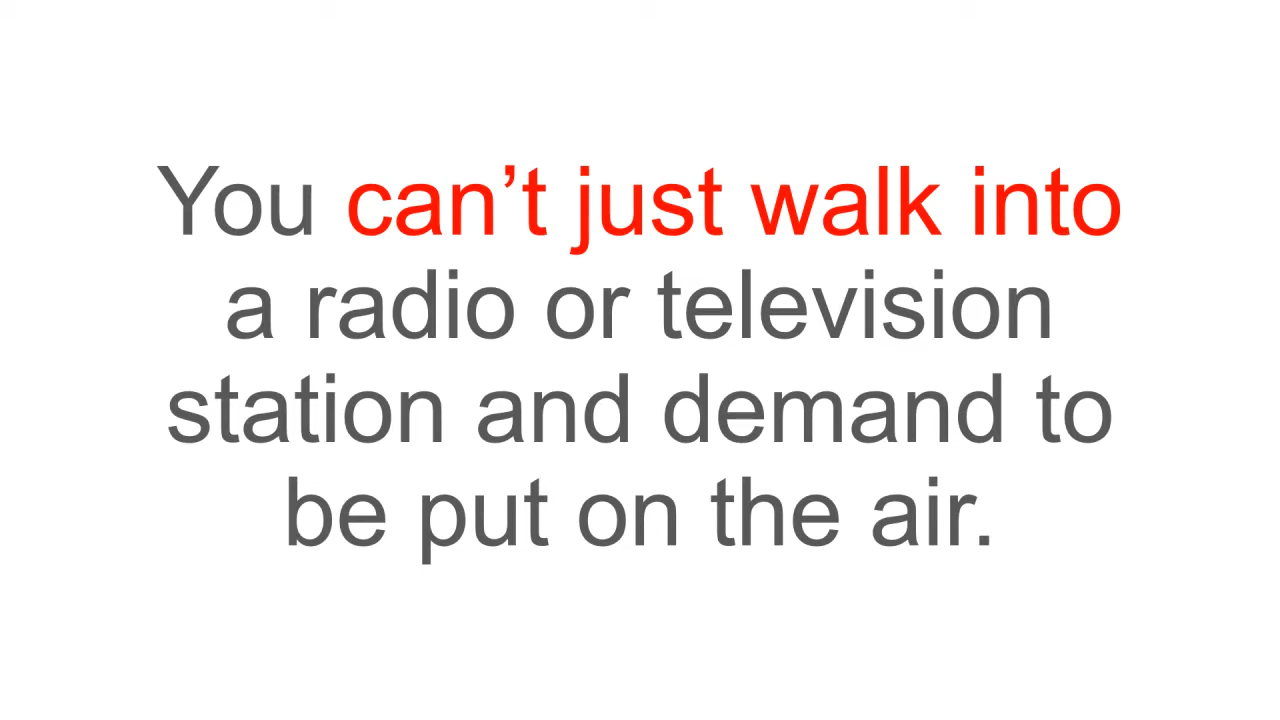 You can’t just walk into
a radio or television
station and demand to
be put on the air.